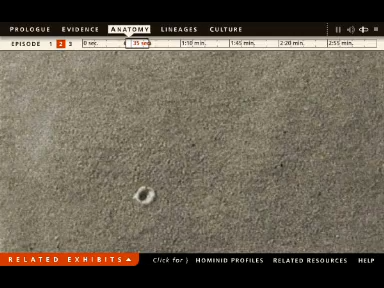 PROLOGUE EVIDENCE ANATOMY LINEAGES CULTURE
EPISODE 1 2 3 0 sec. 35 sec 1:10 min. 1:45 min. 2:20 min. 2:55 min.
RELATED EXHIBITS Click for ) HOMINID PROFILES RELATED RESOURCES HELP